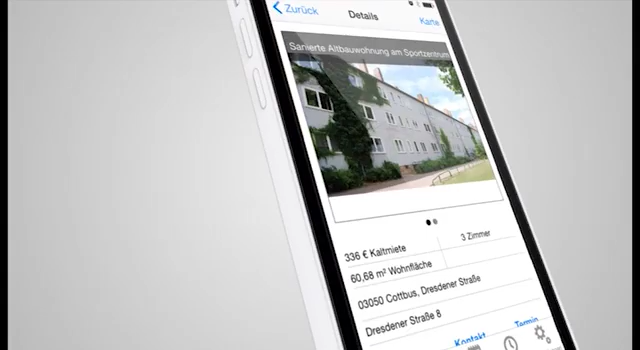 Zurück
Details
Karte
Sanierte Altbauwohnung am Sportzentrum
336 € Kaltmiete
3 Zimmer
60,68 m² Wohnfläche
03050 Cottbus, Dresdener Straße
Dresdener Straße 8
Kontakt
Termin